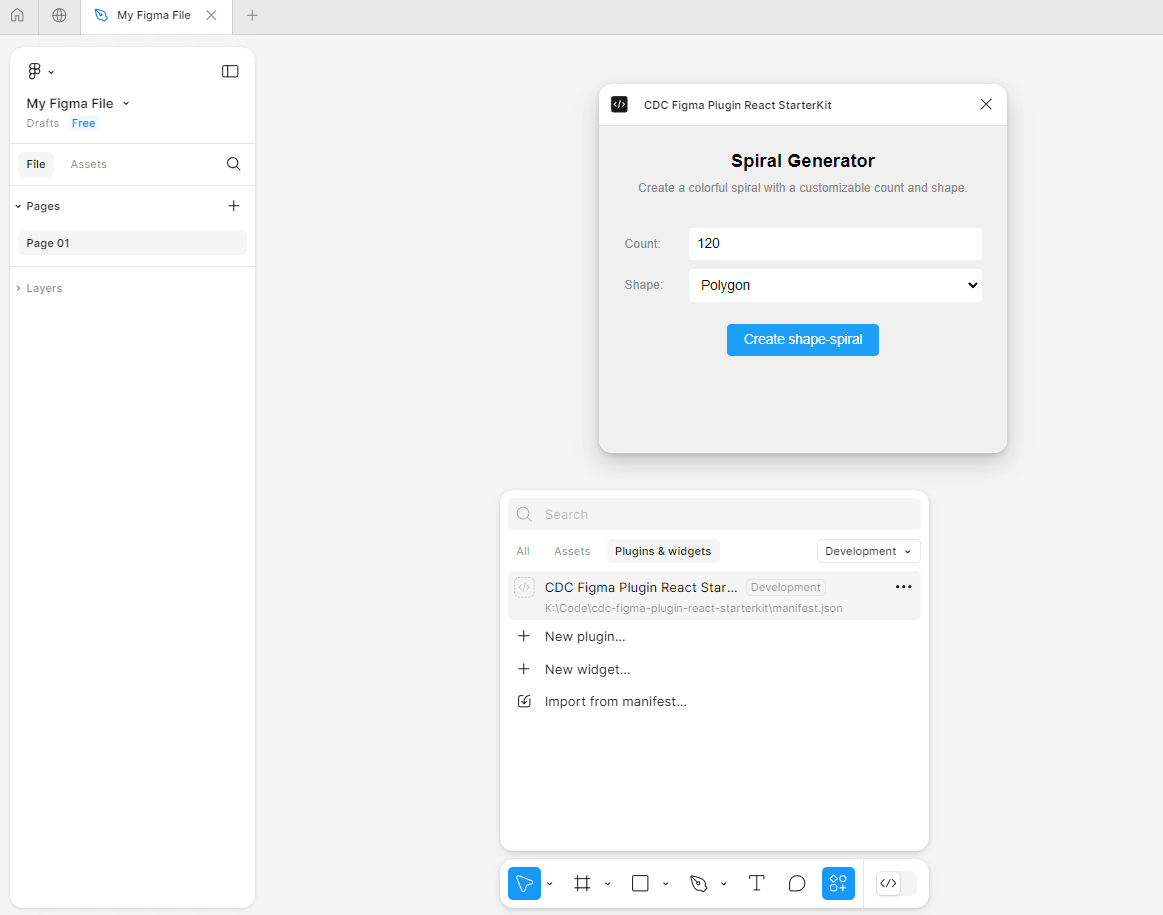 My Figma File
My Figma File
Drafts Free
File Assets
Pages
Page 01
Layers
CDC Figma Plugin React StarterKit
Spiral Generator
Create a colorful spiral with a customizable count and shape.
Count: 120
Shape: Polygon
Create shape-spiral
Search
All Assets Plugins & widgets Development
CDC Figma Plugin React Star... Development
K:\Code\cdc-figma-plugin-react-starterkit\manifest.json
New plugin...
New widget...
Import from manifest...